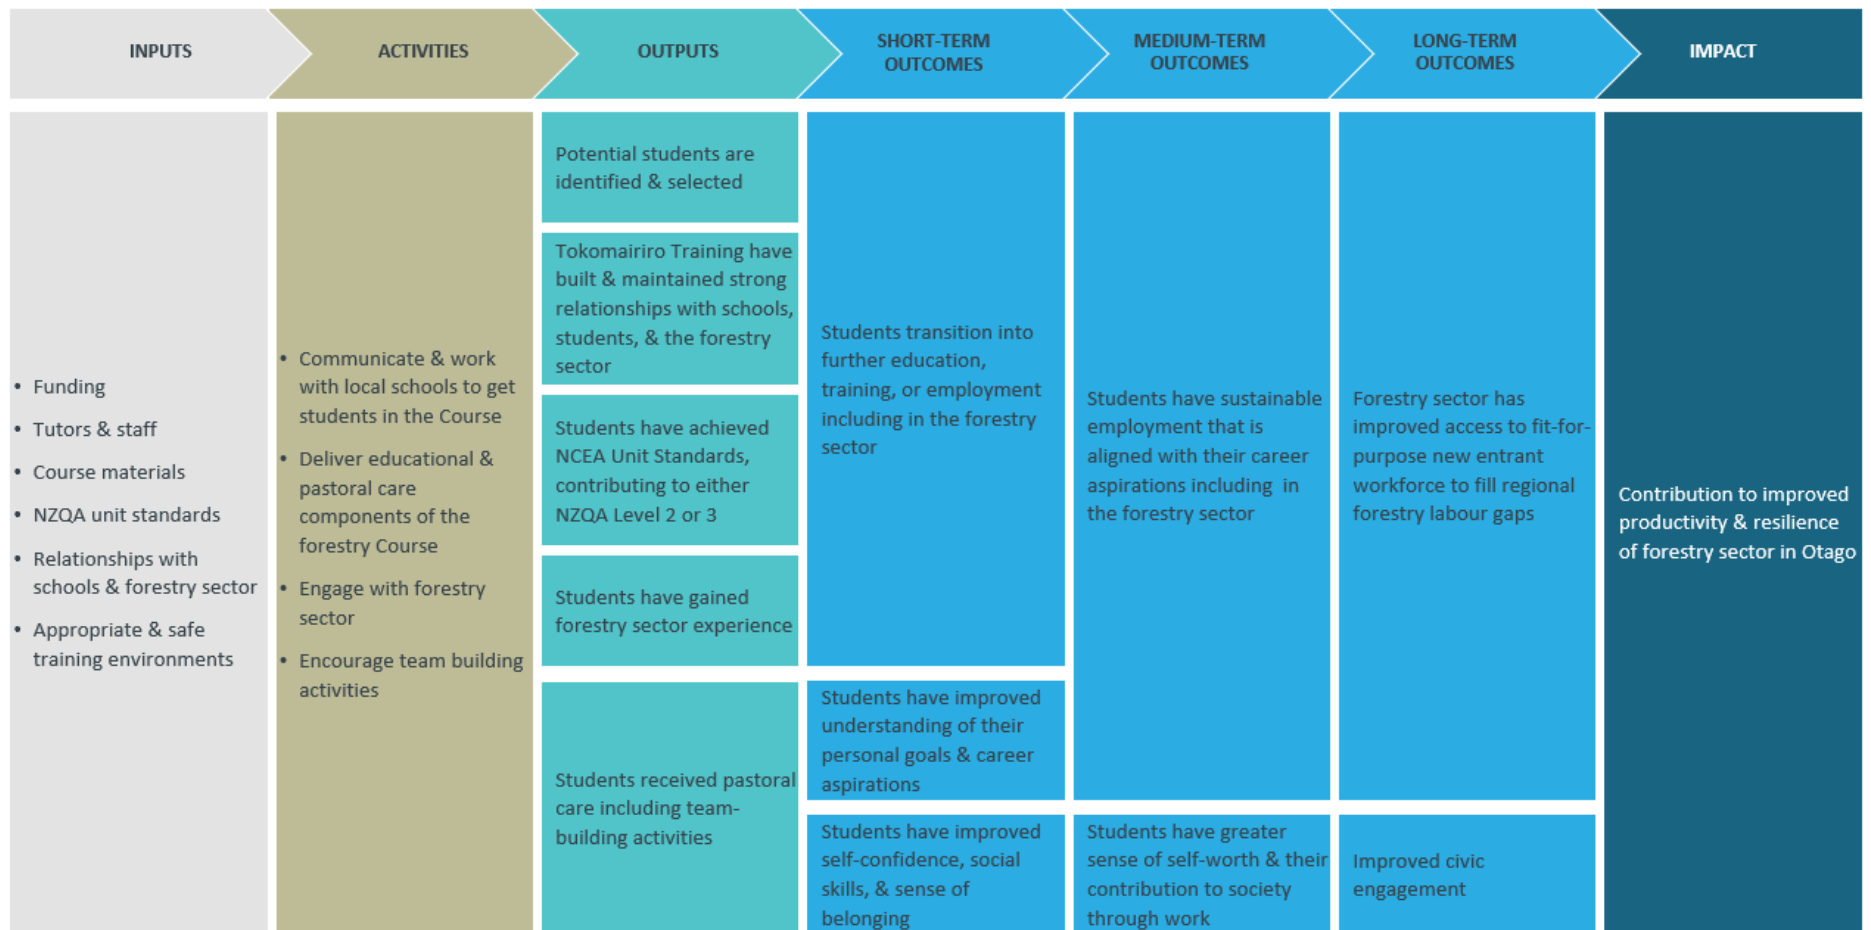 INPUTS
ACTIVITIES
OUTPUTS
SHORT-TERM
OUTCOMES
MEDIUM-TERM
OUTCOMES
LONG-TERM
OUTCOMES
IMPACT
• Funding
• Tutors & staff
• Course materials
• NZQA unit standards
• Relationships with
schools & forestry sector
• Appropriate & safe
training environments
• Communicate & work
with local schools to get
students in the Course
• Deliver educational &
pastoral care
components of the
forestry Course
• Engage with forestry
sector
• Encourage team building
activities
Potential students are
identified & selected
Tokomairiro Training have
built & maintained strong
relationships with schools,
students, & the forestry
sector
Students have achieved
NCEA Unit Standards,
contributing to either
NZQA Level 2 or 3
Students have gained
forestry sector experience
Students received pastoral
care including team-
building activities
Students transition into
further education,
training, or employment
including in the forestry
sector
Students have improved
understanding of their
personal goals & career
aspirations
Students have improved
self-confidence, social
skills, & sense of
belonging
Students have sustainable
employment that is
aligned with their career
aspirations including in
the forestry sector
Students have greater
sense of self-worth & their
contribution to society
through work
Forestry sector has
improved access to fit-for-
purpose new entrant
workforce to fill regional
forestry labour gaps
Improved civic
engagement
Contribution to improved
productivity & resilience
of forestry sector in Otago